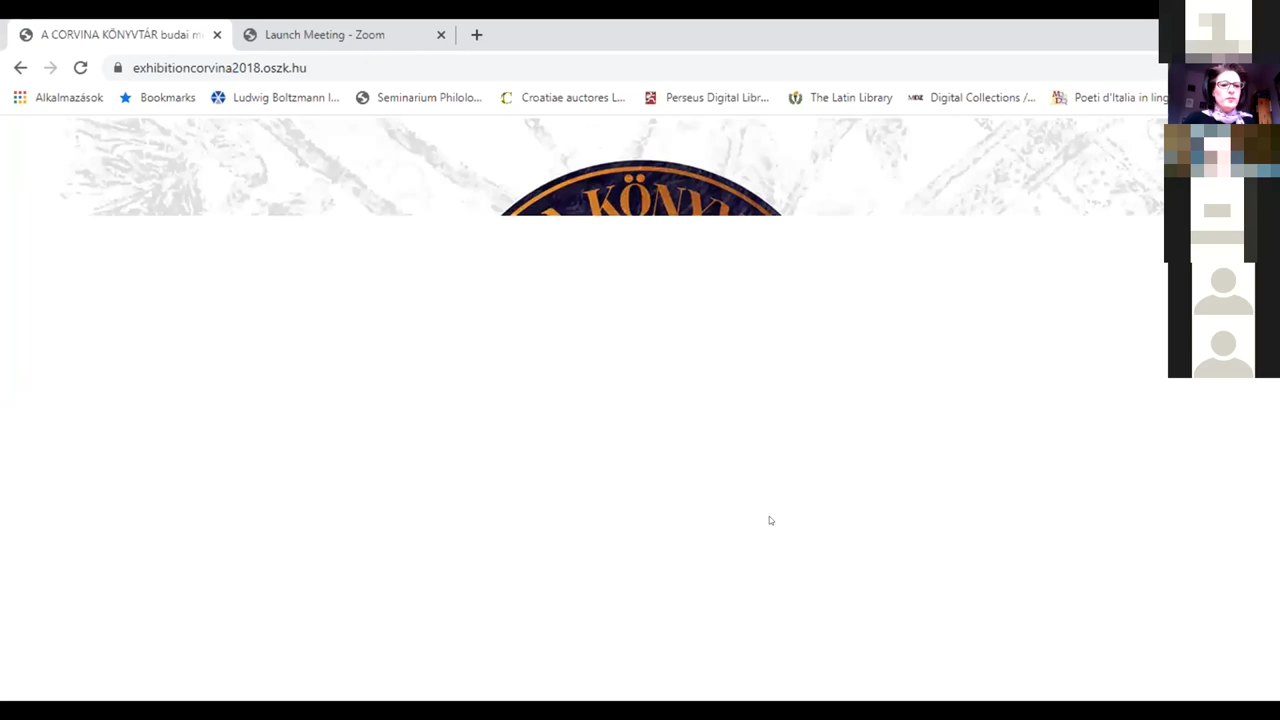 A CORVINA KÖNYVTÁR budai m
Launch Meeting - Zoom
exhibitioncorvina2018.oszk.hu
Alkalmazások
Bookmarks
Ludwig Boltzmann I...
Seminarium Philolo...
Croatiae auctores L...
Perseus Digital Libr...
The Latin Library
Digital Collections /...
Poeti d'Italia in ling
A KÖNYV